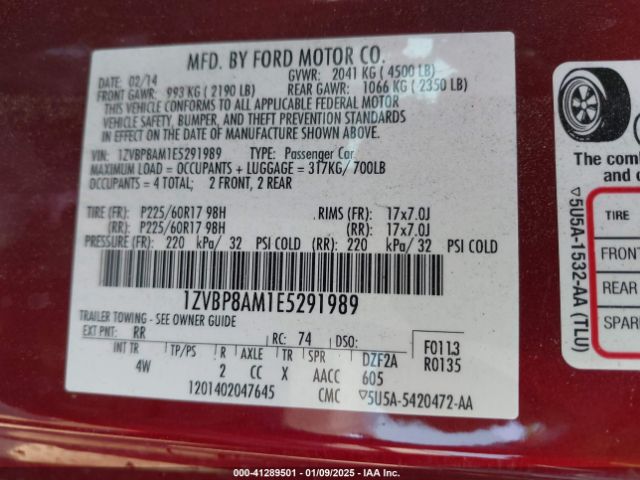 MFD. BY FORD MOTOR CO.
DATE: 02/14 GVWR: 2041 KG (4500 LB)
FRONT GAWR: 993 KG (2190 LB) REAR GAWR: 1066 KG (2350 LB)
THIS VEHICLE CONFORMS TO ALL APPLICABLE FEDERAL MOTOR
VEHICLE SAFETY, BUMPER, AND THEFT PREVENTION STANDARDS
IN EFFECT ON THE DATE OF MANUFACTURE SHOWN ABOVE.
VIN: 1ZVBP8AM1E5291989 TYPE: Passenger Car
MAXIMUM LOAD = OCCUPANTS + LUGGAGE = 317KG/ 700LB
OCCUPANTS = 4 TOTAL; 2 FRONT, 2 REAR
TIRE (FR): P225/60R17 98H RIMS (FR): 17x7.0J
(RR): P225/60R17 98H (RR): 17x7.0J
PRESSURE (FR): 220 kPa/ 32 PSI COLD (RR): 220 kPa/ 32 PSI COLD
1ZVBP8AM1E5291989
TRAILER TOWING - SEE OWNER GUIDE
EXT PNT: RR RC: 74 DSO:
INT TR TP/PS R AXLE TR SPR DZF2A F0113
4W 2 CC X AACC 605 R0135
1201402047645 CMC ▽5U5A-5420472-AA
The com
and c
TIRE
FRONT
REAR
SPAR
▽5U5A-1532-AA (TLU)
000-41289501 - 01/09/2025 - IAA Inc.